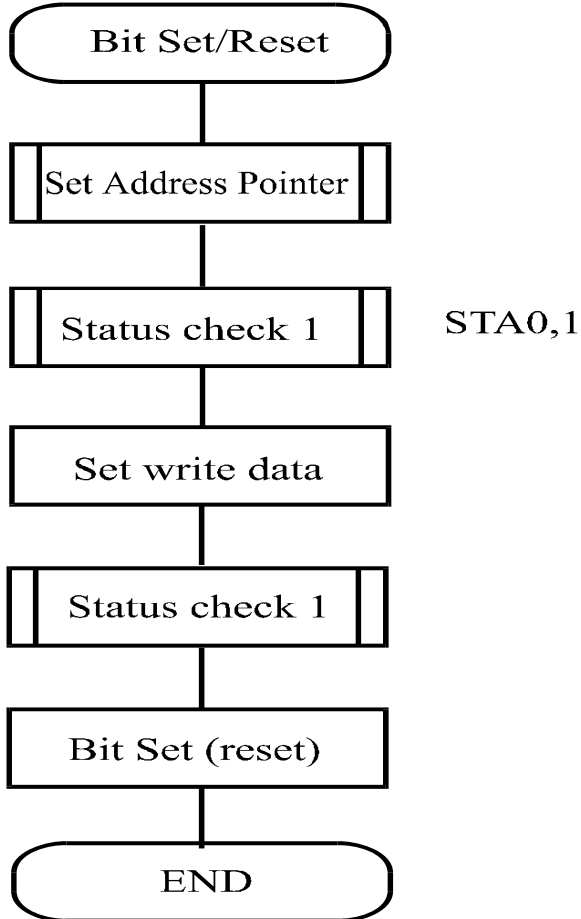 Bit Set/Reset
Set Address Pointer
Status check 1
STA0,1
Set write data
Status check 1
Bit Set (reset)
END